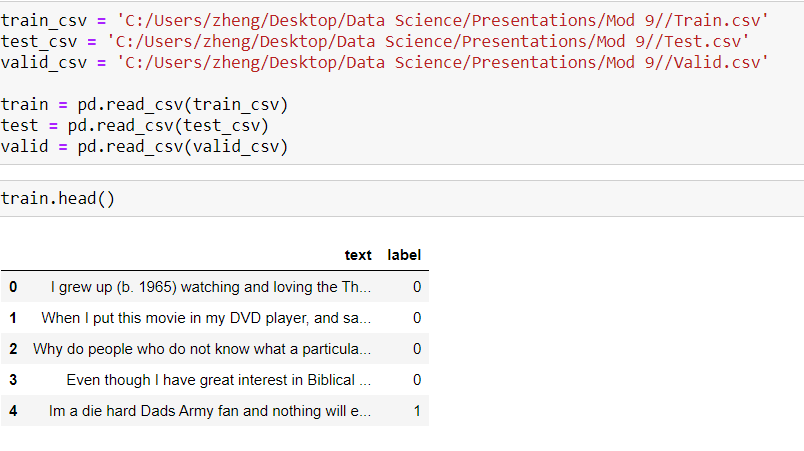 train_csv = 'C:/Users/zheng/Desktop/Data Science/Presentations/Mod 9//Train.csv'
test_csv = 'C:/Users/zheng/Desktop/Data Science/Presentations/Mod 9//Test.csv'
valid_csv = 'C:/Users/zheng/Desktop/Data Science/Presentations/Mod 9//Valid.csv'
train = pd.read_csv(train_csv)
test = pd.read_csv(test_csv)
valid = pd.read_csv(valid_csv)
train.head()
text label
0 I grew up (b. 1965) watching and loving the Th... 0
1 When I put this movie in my DVD player, and sa... 0
2 Why do people who do not know what a particula... 0
3 Even though I have great interest in Biblical ... 0
4 Im a die hard Dads Army fan and nothing will e... 1